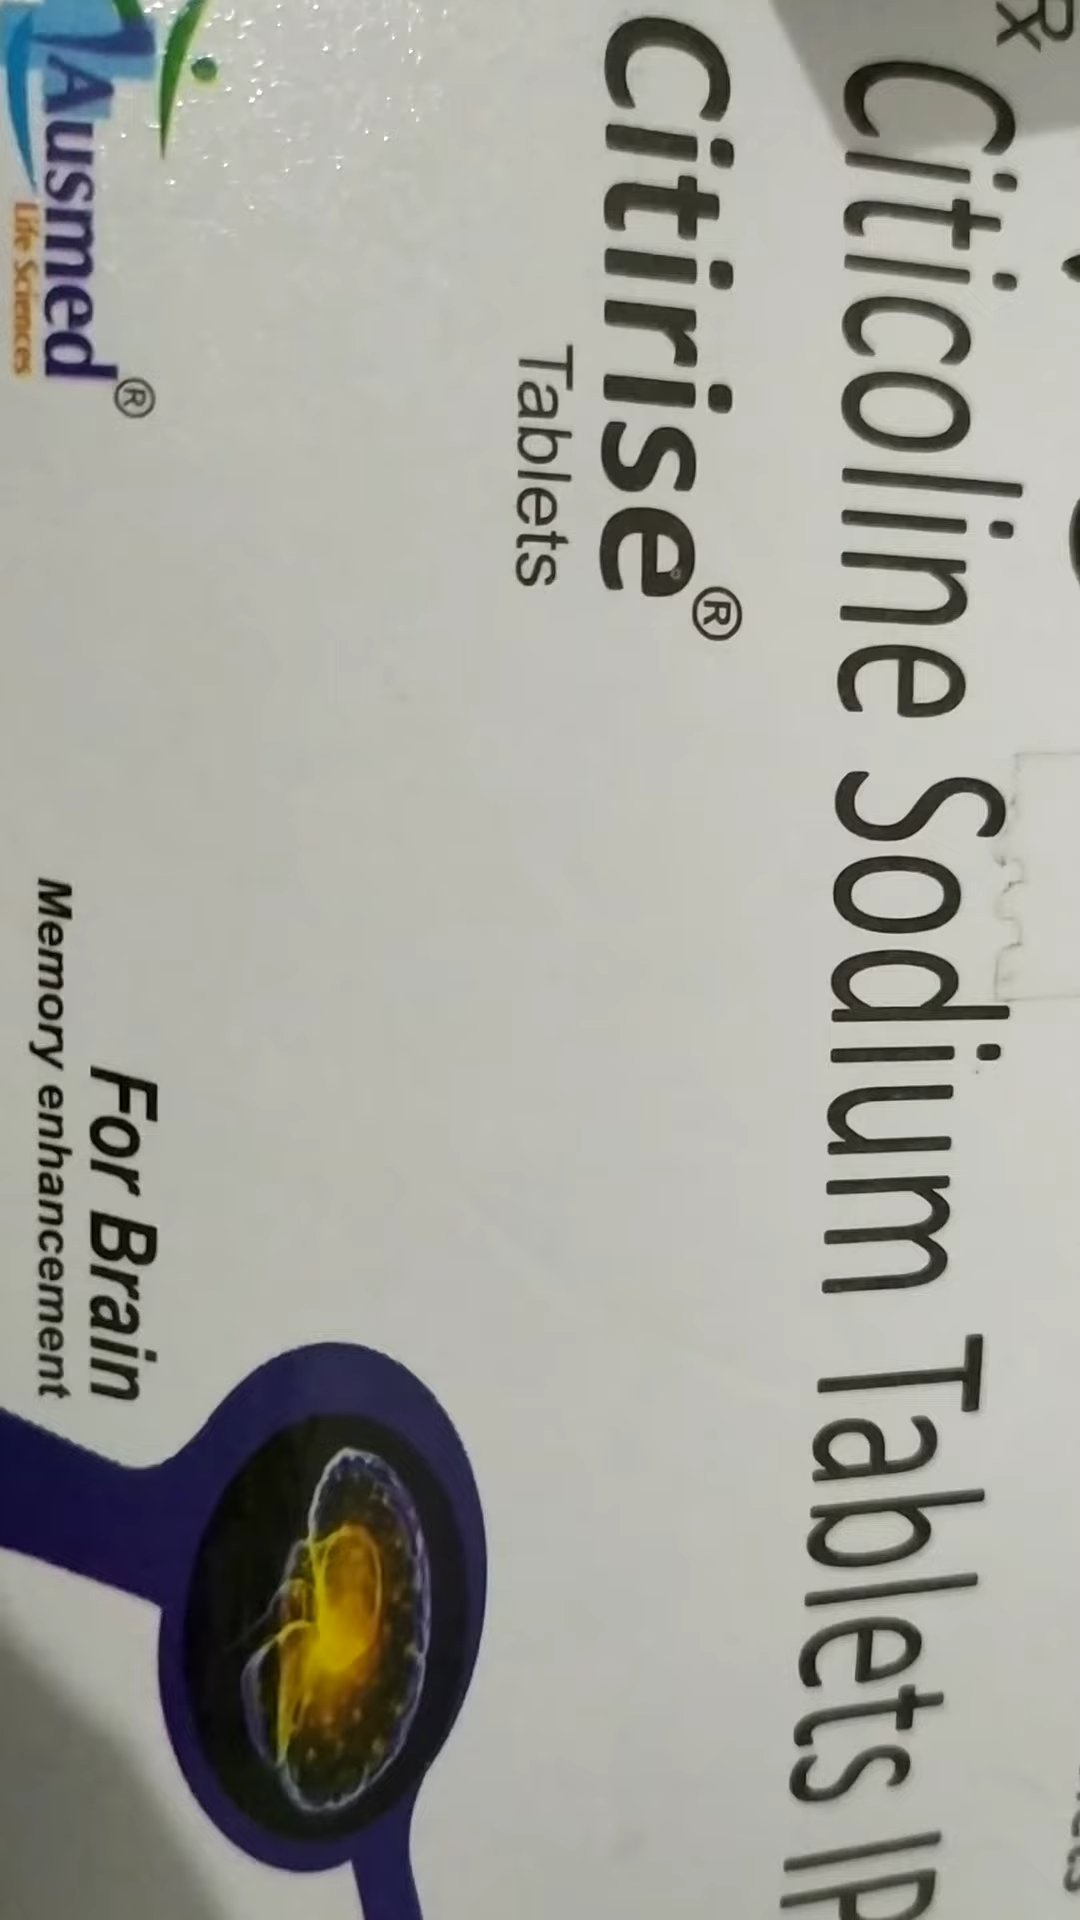 Rx
Citicoline Sodium Tablets IP
Citirise®
Tablets
Ausmed®
Life Sciences
For Brain
Memory enhancement